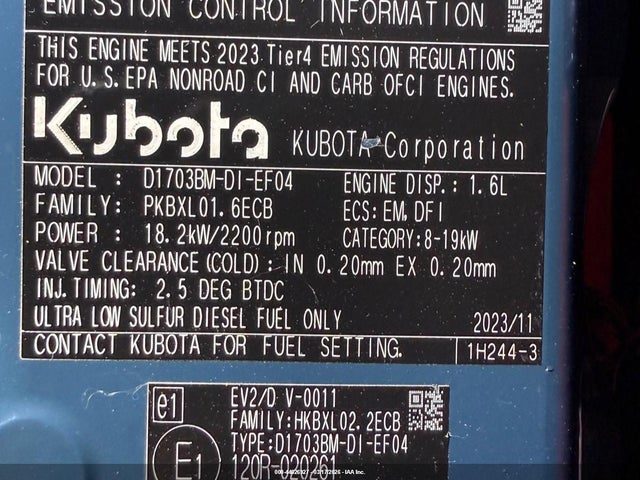 EMISSION CONTROL INFORMATION
THIS ENGINE MEETS 2023 Tier4 EMISSION REGULATIONS
FOR U.S.EPA NONROAD CI AND CARB OFCI ENGINES.
Kubota KUBOTA Corporation
MODEL : D1703BM-DI-EF04 ENGINE DISP.: 1.6L
FAMILY: PKBXL01.6ECB ECS: EM,DFI
POWER : 18.2kW/2200rpm CATEGORY:8-19kW
VALVE CLEARANCE(COLD): IN 0.20mm EX 0.20mm
INJ.TIMING: 2.5 DEG BTDC
ULTRA LOW SULFUR DIESEL FUEL ONLY 2023/11
CONTACT KUBOTA FOR FUEL SETTING. 1H244-3
e1 EV2/D V-0011
FAMILY:HKBXL02.2ECB
TYPE:D1703BM-DI-EF04
E1 120R-020261